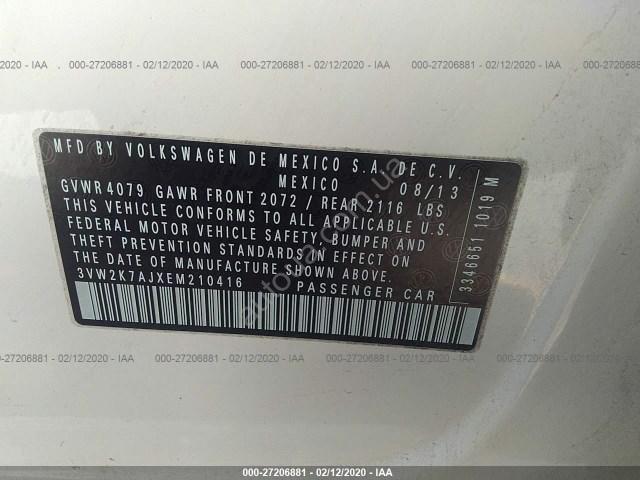 000-27206881 - 02/12/2020 - IAA
MFD BY VOLKSWAGEN DE MEXICO S.A. DE C.V.
MEXICO 08/13
GVWR 4079 GAWR FRONT 2072 / REAR 2116 LBS
THIS VEHICLE CONFORMS TO ALL APPLICABLE U.S.
FEDERAL MOTOR VEHICLE SAFETY, BUMPER AND
THEFT PREVENTION STANDARDS IN EFFECT ON
THE DATE OF MANUFACTURE SHOWN ABOVE.
3VW2K7AJXEM210416 PASSENGER CAR
3346651 1019 M
autoria.com.ua
000-27206881 - 02/12/2020 - IAA